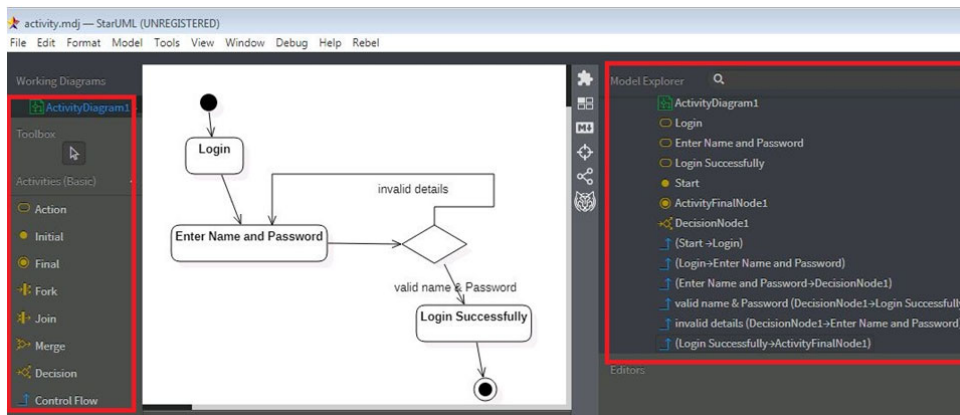 activity.mdj — StarUML (UNREGISTERED)
File Edit Format Model Tools View Window Debug Help Rebel
Working Diagrams
ActivityDiagram1
Toolbox
Activities (Basic)
Action
Initial
Final
Fork
Join
Merge
Decision
Control Flow
Login
invalid details
Enter Name and Password
valid name & Password
Login Successfully
M↓
Model Explorer
ActivityDiagram1
Login
Enter Name and Password
Login Successfully
Start
ActivityFinalNode1
DecisionNode1
(Start→Login)
(Login→Enter Name and Password)
(Enter Name and Password→DecisionNode1)
valid name & Password (DecisionNode1→Login Successfully
invalid details (DecisionNode1→Enter Name and Password)
(Login Successfully→ActivityFinalNode1)
Editors